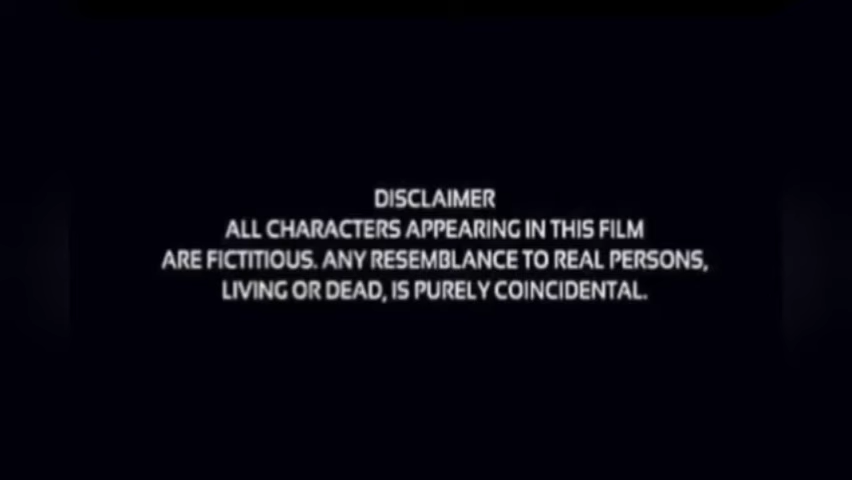 DISCLAIMER
ALL CHARACTERS APPEARING IN THIS FILM
ARE FICTITIOUS. ANY RESEMBLANCE TO REAL PERSONS,
LIVING OR DEAD, IS PURELY COINCIDENTAL.